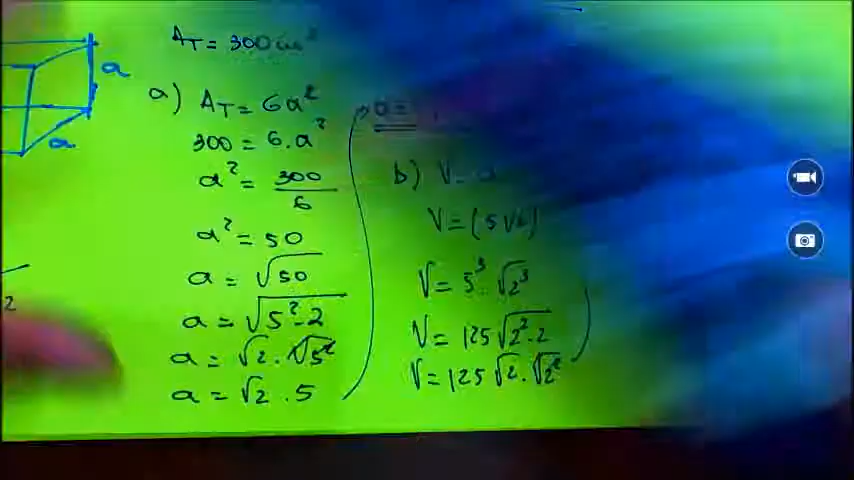 A_T = 300 cm²
a
a
a) A_T = 6a²
300 = 6.a²
a² = 300/6
a² = 50
a = √50
a = √5².2
a = √2 . √5²
a = √2 . 5
a =
b) V = a
V = (5√2)
V = 5³ . √2³
V = 125 √2².2
V = 125 √2 . √2²
2